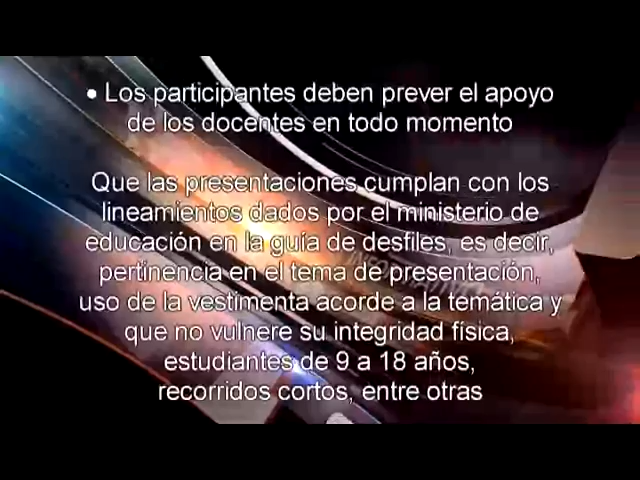 • Los participantes deben prever el apoyo
de los docentes en todo momento
Que las presentaciones cumplan con los
lineamientos dados por el ministerio de
educación en la guía de desfiles, es decir,
pertinencia en el tema de presentación,
uso de la vestimenta acorde a la temática y
que no vulnere su integridad física,
estudiantes de 9 a 18 años,
recorridos cortos, entre otras